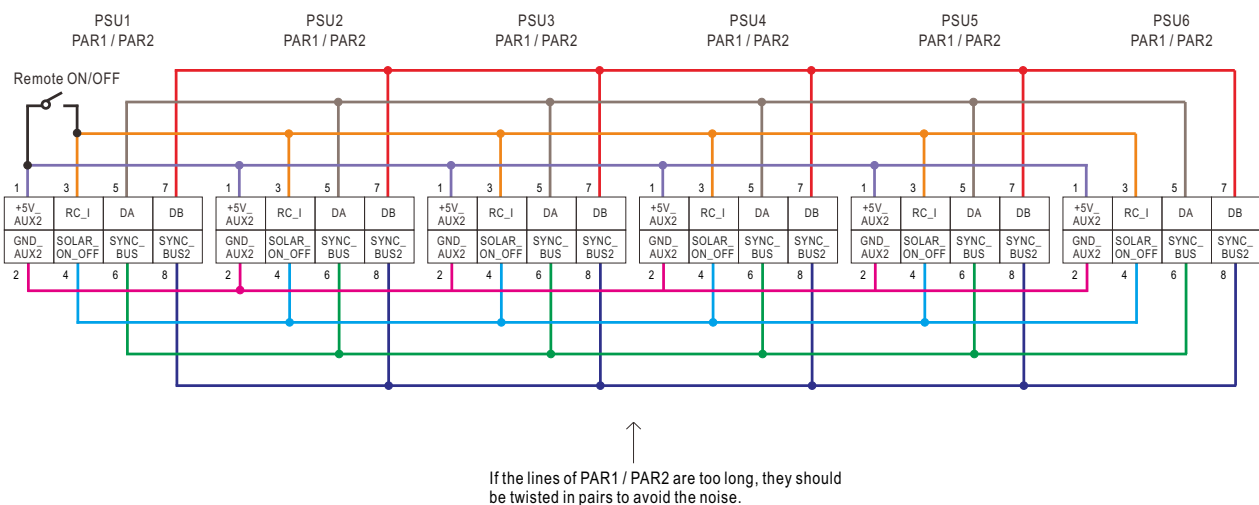 PSU1 PSU2 PSU3 PSU4 PSU5 PSU6
PAR1 / PAR2 PAR1 / PAR2 PAR1 / PAR2 PAR1 / PAR2 PAR1 / PAR2 PAR1 / PAR2
Remote ON/OFF
1 3 5 7 1 3 5 7 1 3 5 7 1 3 5 7 1 3 5 7 1 3 5 7
+5V_ RC_I DA DB +5V_ RC_I DA DB +5V_ RC_I DA DB +5V_ RC_I DA DB +5V_ RC_I DA DB +5V_ RC_I DA DB
AUX2 AUX2 AUX2 AUX2 AUX2 AUX2
GND_ SOLAR_ SYNC_ SYNC_ GND_ SOLAR_ SYNC_ SYNC_ GND_ SOLAR_ SYNC_ SYNC_ GND_ SOLAR_ SYNC_ SYNC_ GND_ SOLAR_ SYNC_ SYNC_ GND_ SOLAR_ SYNC_ SYNC_
AUX2 ON_OFF BUS BUS2 AUX2 ON_OFF BUS BUS2 AUX2 ON_OFF BUS BUS2 AUX2 ON_OFF BUS BUS2 AUX2 ON_OFF BUS BUS2 AUX2 ON_OFF BUS BUS2
2 4 6 8 2 4 6 8 2 4 6 8 2 4 6 8 2 4 6 8 2 4 6 8
If the lines of PAR1 / PAR2 are too long, they should
be twisted in pairs to avoid the noise.